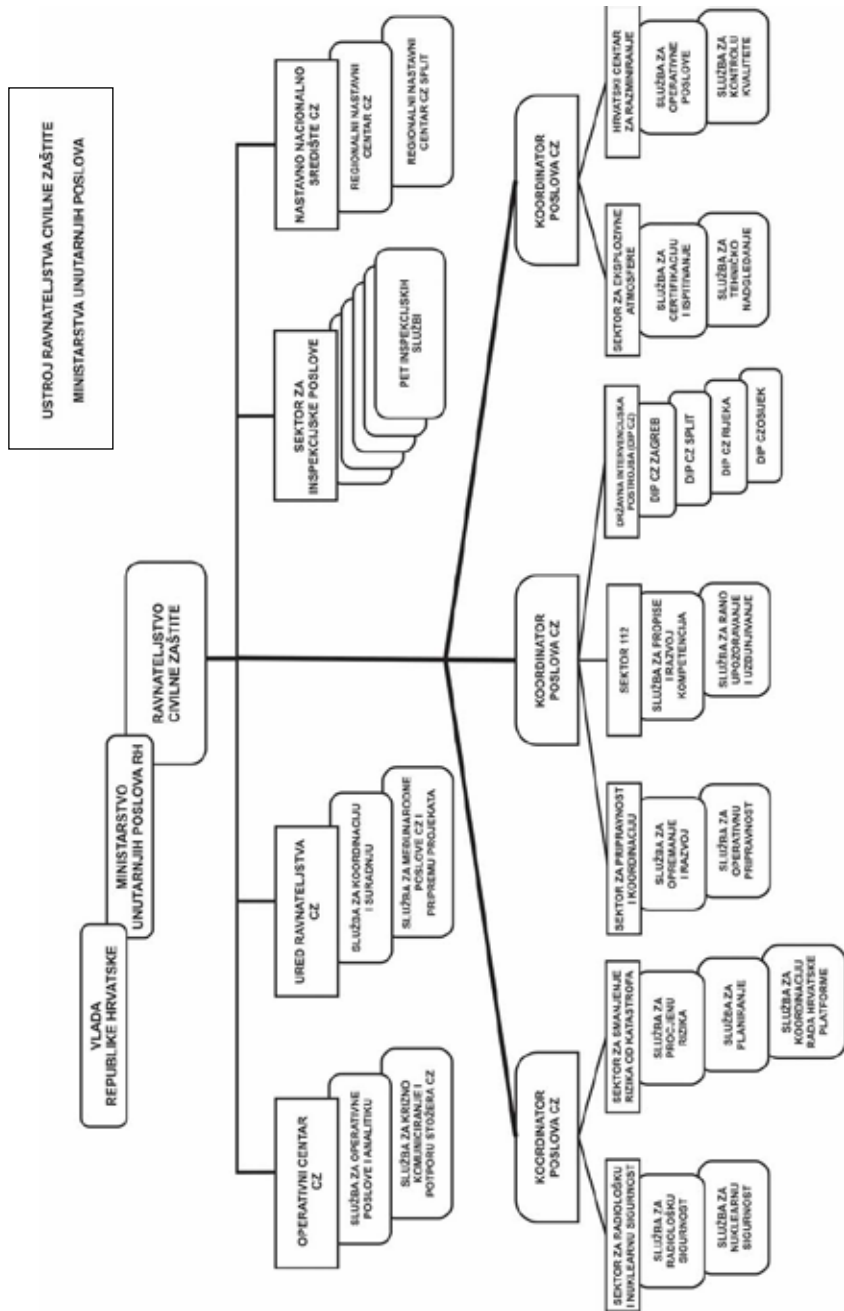 USTROJ RAVNATELJSTVA CIVILNE ZAŠTITE
MINISTARSTVA UNUTARNJIH POSLOVA
VLADA
REPUBLIKE HRVATSKE
MINISTARSTVO
UNUTARNJIH POSLOVA RH
RAVNATELJSTVO
CIVILNE ZAŠTITE
OPERATIVNI CENTAR
CZ
SLUŽBA ZA OPERATIVNE
POSLOVE I ANALITIKU
SLUŽBA ZA KRIZNO
KOMUNICIRANJE I
POTPORU STOŽERA CZ
URED RAVNATELJSTVA
CZ
SLUŽBA ZA KOORDINACIJU
I SURADNJU
SLUŽBA ZA MEĐUNARODNE
POSLOVE CZ I
PRIPREMU PROJEKATA
SEKTOR ZA
INSPEKCIJSKE POSLOVE
PET INSPEKCIJSKIH
SLUŽBI
NASTAVNO NACIONALNO
SREDIŠTE CZ
REGIONALNI NASTAVNI
CENTAR CZ
REGIONALNI NASTAVNI
CENTAR CZ SPLIT
KOORDINATOR
POSLOVA CZ
SEKTOR ZA RADIOLOŠKU
I NUKLEARNU SIGURNOST
SLUŽBA ZA
RADIOLOŠKU
SIGURNOST
SLUŽBA ZA
NUKLEARNU
SIGURNOST
SEKTOR ZA SMANJENJE
RIZIKA OD KATASTROFA
SLUŽBA ZA
PROCJENU
RIZIKA
SLUŽBA ZA
PLANIRANJE
SLUŽBA ZA
KOORDINACIJU
RADA HRVATSKE
PLATFORME
KOORDINATOR
POSLOVA CZ
SEKTOR ZA PRIPRAVNOST
I KOORDINACIJU
SLUŽBA ZA
OPREMANJE
I RAZVOJ
SLUŽBA ZA
OPERATIVNU
PRIPRAVNOST
SEKTOR 112
SLUŽBA ZA PROPISE
I RAZVOJ
KOMPETENCIJA
SLUŽBA ZA RANO
UPOZORAVANJE
I UZBUNJIVANJE
DRŽAVNA INTERVENCIJSKA
POSTROJBA (DIP CZ)
DIP CZ ZAGREB
DIP CZ SPLIT
DIP CZ RIJEKA
DIP CZOSIJEK
KOORDINATOR
POSLOVA CZ
SEKTOR ZA EKSPLOZIVNE
ATMOSFERE
SLUŽBA ZA
CERTIFIKACIJU
I ISPITIVANJE
SLUŽBA ZA
TEHNIČKO
NADGLEDANJE
HRVATSKI CENTAR
ZA RAZMINIRANJE
SLUŽBA ZA
OPERATIVNE
POSLOVE
SLUŽBA ZA
KONTROLU
KVALITETE